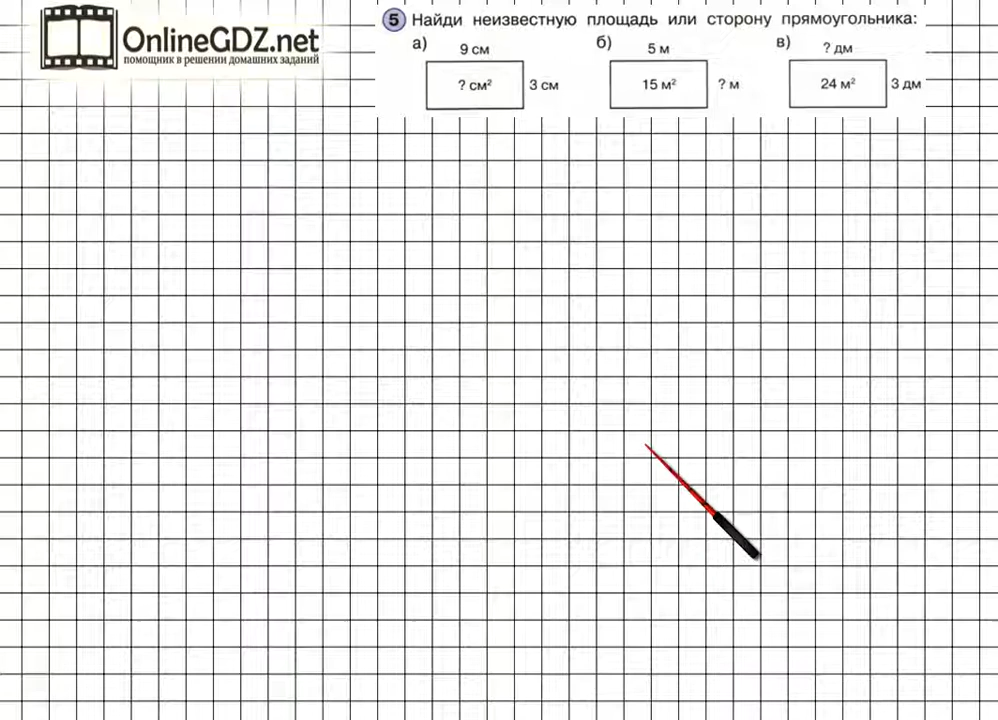 OnlineGDZ.net
помощник в решении домашних заданий
5 Найди неизвестную площадь или сторону прямоугольника:
а) 9 см
? см² 3 см
б) 5 м
15 м² ? м
в) ? дм
24 м² 3 дм